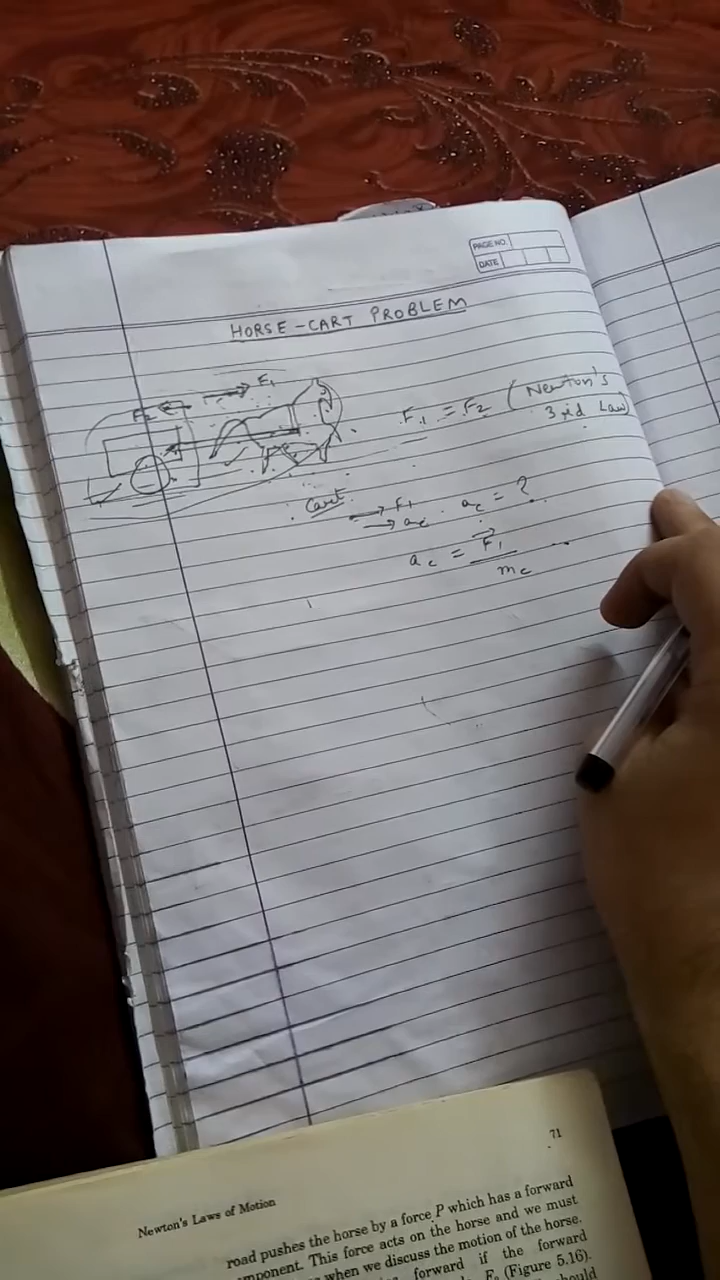 PAGE NO.
DATE
HORSE - CART PROBLEM
F₂ F₁
F₁ = F₂ (Newton's
3rd Law)
Cart
F₁
a꜀ . a꜀ = ?
a꜀ = F₁
m꜀
71
Newton's Laws of Motion
road pushes the horse by a force P which has a forward
mponent. This force acts on the horse and we must
when we discuss the motion of the horse.
forward if the forward
(Figure 5.16).